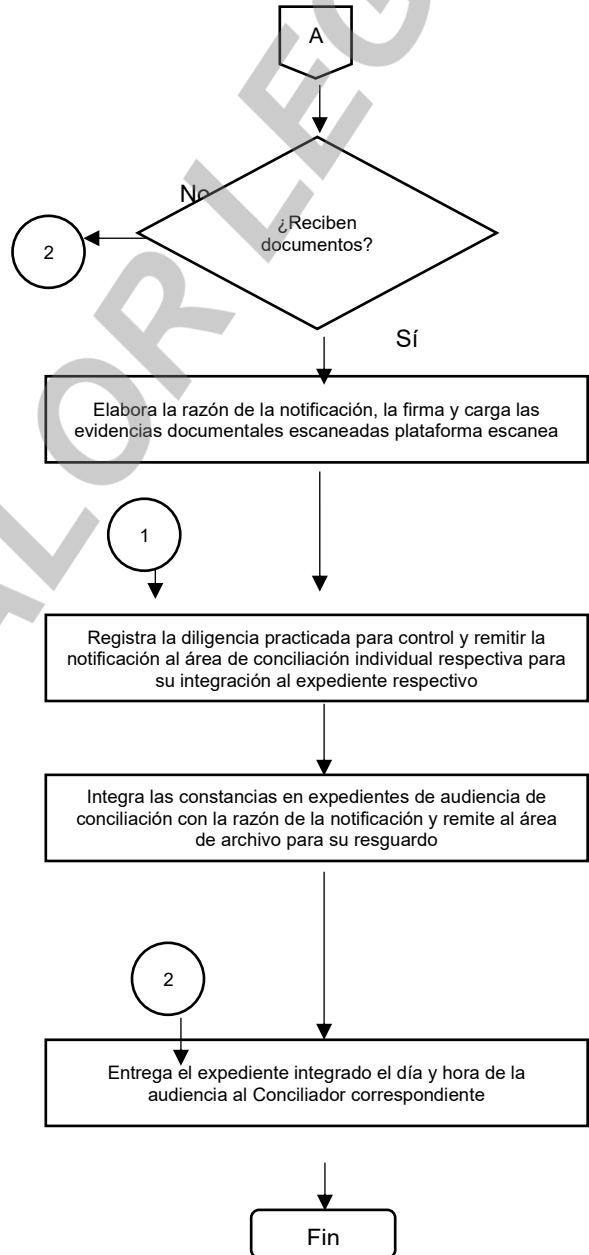 A
No
¿Reciben
documentos?
2
Sí
Elabora la razón de la notificación, la firma y carga las
evidencias documentales escaneadas plataforma escanea
1
Registra la diligencia practicada para control y remitir la
notificación al área de conciliación individual respectiva para
su integración al expediente respectivo
Integra las constancias en expedientes de audiencia de
conciliación con la razón de la notificación y remite al área
de archivo para su resguardo
2
Entrega el expediente integrado el día y hora de la
audiencia al Conciliador correspondiente
Fin